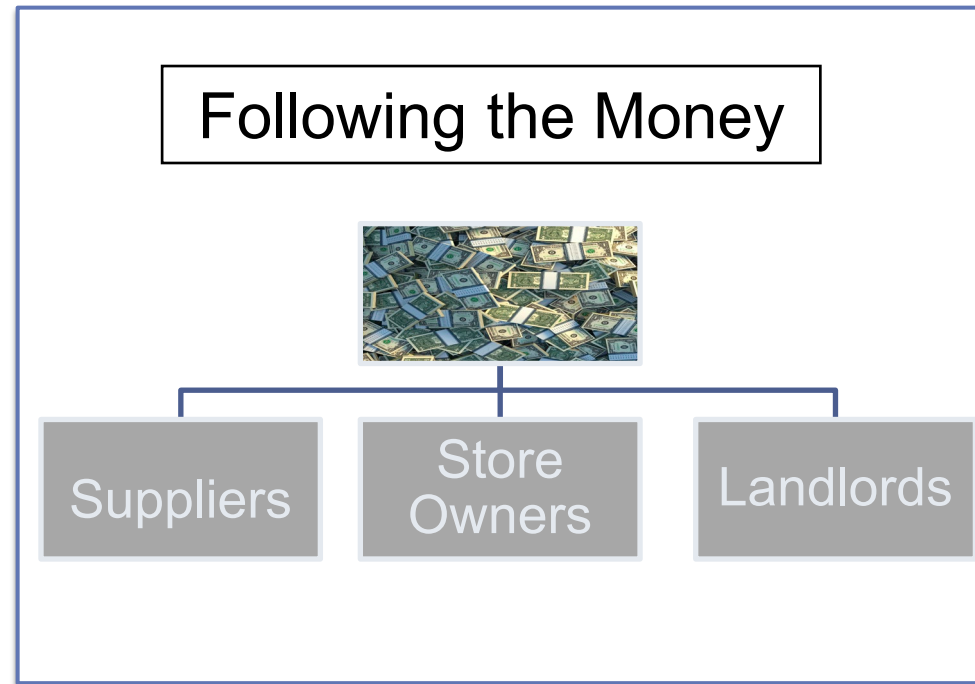 Following the Money
Suppliers
Store
Owners
Landlords